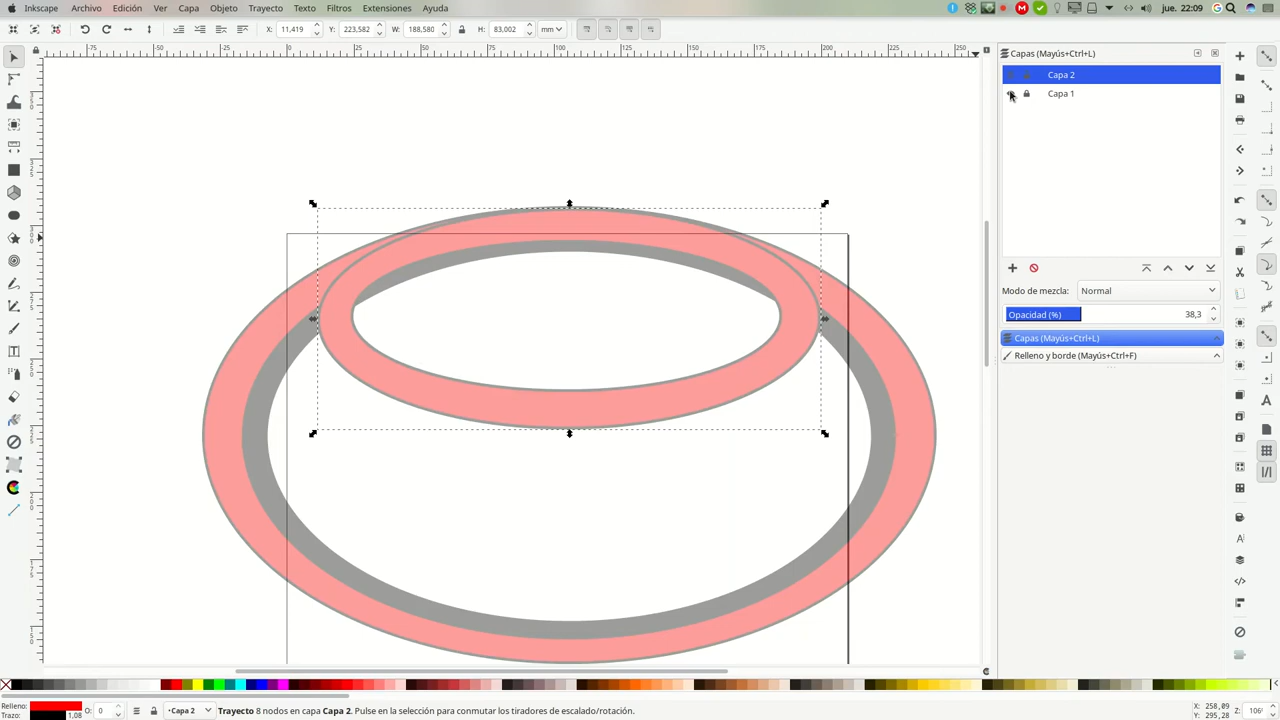 Inkscape Archivo Edición Ver Capa Objeto Trayecto Texto Filtros Extensiones Ayuda jue. 22:09
X: 11,419 Y: 223,582 W: 188,580 H: 83,002 mm
Capas (Mayús+Ctrl+L)
Capa 2
Capa 1
Modo de mezcla: Normal
Opacidad (%) 38,3
Capas (Mayús+Ctrl+L)
Relleno y borde (Mayús+Ctrl+F)
Relleno: O: 0 •Capa 2 Trayecto 8 nodos en capa Capa 2. Pulse en la selección para conmutar los tiradores de escalado/rotación. X: 258,09 Z: 106
Trazo: 1,08 Y: 295,28